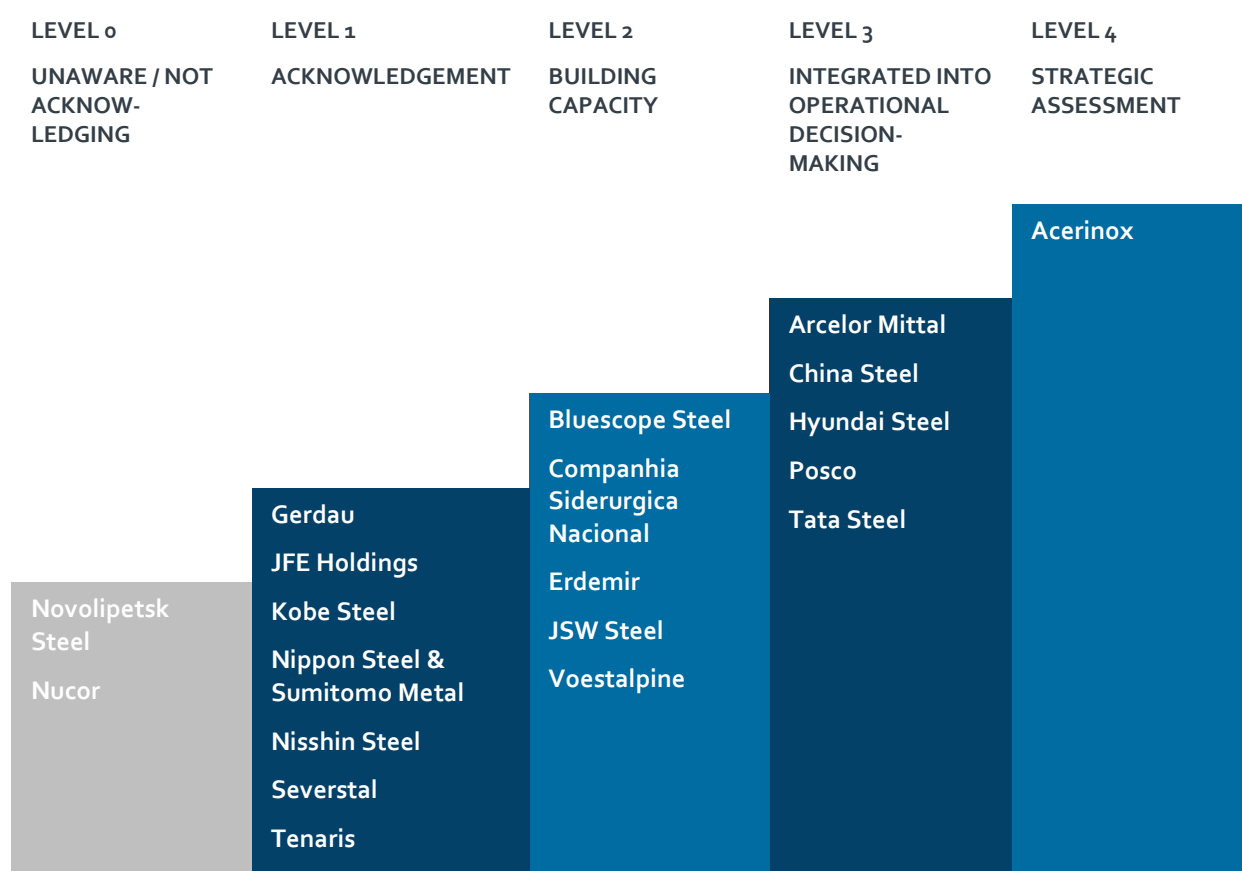 LEVEL 0
UNAWARE / NOT
ACKNOW-
LEDGING
LEVEL 1
ACKNOWLEDGEMENT
LEVEL 2
BUILDING
CAPACITY
LEVEL 3
INTEGRATED INTO
OPERATIONAL
DECISION-
MAKING
LEVEL 4
STRATEGIC
ASSESSMENT
Novolipetsk
Steel
Nucor
Gerdau
JFE Holdings
Kobe Steel
Nippon Steel &
Sumitomo Metal
Nisshin Steel
Severstal
Tenaris
Bluescope Steel
Companhia
Siderurgica
Nacional
Erdemir
JSW Steel
Voestalpine
Arcelor Mittal
China Steel
Hyundai Steel
Posco
Tata Steel
Acerinox